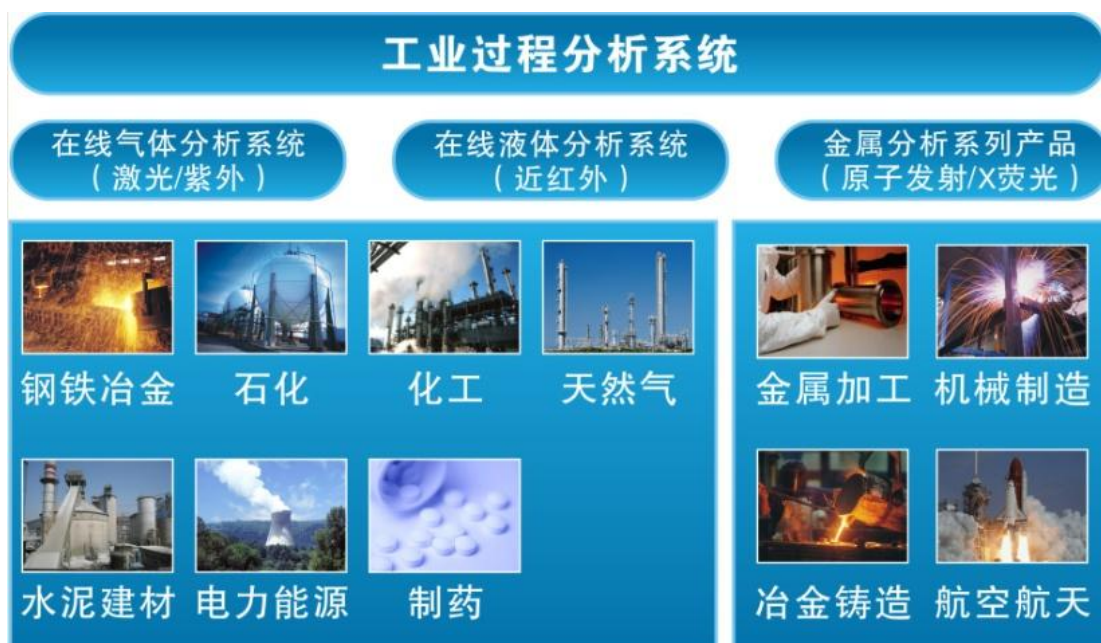 工业过程分析系统
在线气体分析系统
（激光/紫外）
在线液体分析系统
（近红外）
金属分析系列产品
（原子发射/X荧光）
钢铁冶金
石化
化工
天然气
水泥建材
电力能源
制药
金属加工
机械制造
冶金铸造
航空航天